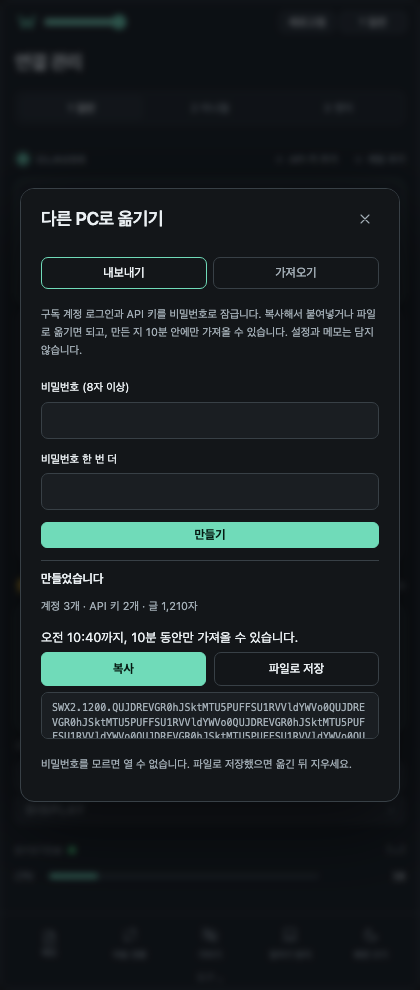 다른 PC로 옮기기
내보내기
가져오기
구독 계정 로그인과 API 키를 비밀번호로 잠급니다. 복사해서 붙여넣거나 파일
로 옮기면 되고, 만든 지 10분 안에만 가져올 수 있습니다. 설정과 메모는 담지
않습니다.
비밀번호 (8자 이상)
비밀번호 한 번 더
만들기
만들었습니다
계정 3개 · API 키 2개 · 글 1,210자
오전 10:40까지, 10분 동안만 가져올 수 있습니다.
복사
파일로 저장
SWX2.1200.QUJDREVGR0hJSktMTU5PUFFSU1RVVldYWVo0QUJDRE
VGR0hJSktMTU5PUFFSU1RVVldYWVo0QUJDREVGR0hJSktMTU5PUF
FSU1RVVldYWVo0QUJDREVGR0hJSktMTU5PUFFSU1RVVldYWVo0QU
비밀번호를 모르면 열 수 없습니다. 파일로 저장했으면 옮긴 뒤 지우세요.